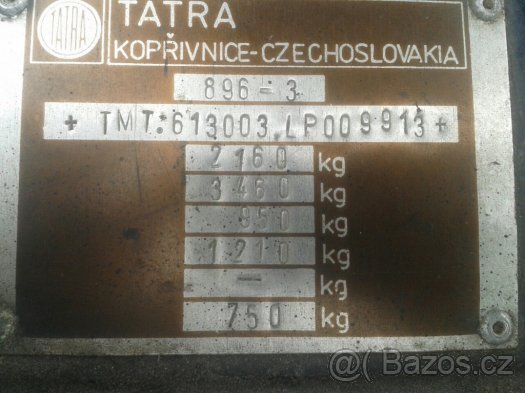 TATRA
TATRA
KOPŘIVNICE-CZECHOSLOVAKIA
896-3
+ TMT:613003.LP009913+
2160 kg
3460 kg
950 kg
1210 kg
- kg
750 kg
Bazos.cz